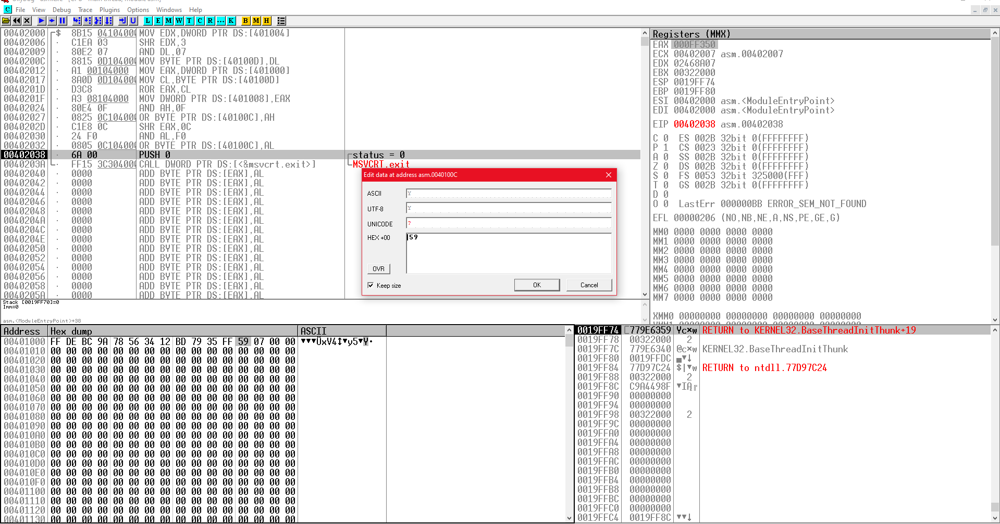 C File View Debug Trace Plugins Options Windows Help
L E M W T C R ... K B M H
00402000 $ 8B15 04104000 MOV EDX,DWORD PTR DS:[401004]
00402006 · C1EA 03 SHR EDX,3
00402009 · 80E2 07 AND DL,07
0040200C · 8815 0D104000 MOV BYTE PTR DS:[40100D],DL
00402012 · A1 00104000 MOV EAX,DWORD PTR DS:[401000]
00402017 · 8A0D 0D104000 MOV CL,BYTE PTR DS:[40100D]
0040201D · D3C8 ROR EAX,CL
0040201F · A3 08104000 MOV DWORD PTR DS:[401008],EAX
00402024 · 80E4 0F AND AH,0F
00402027 · 0825 0C104000 OR BYTE PTR DS:[40100C],AH
0040202D · C1E8 0C SHR EAX,0C
00402030 · 24 F0 AND AL,F0
00402032 · 0805 0C104000 OR BYTE PTR DS:[40100C],AL
00402038 · 6A 00 PUSH 0 status = 0
0040203A · FF15 3C304000 CALL DWORD PTR DS:[<&msvcrt.exit>] MSVCRT.exit
00402040 · 0000 ADD BYTE PTR DS:[EAX],AL
00402042 · 0000 ADD BYTE PTR DS:[EAX],AL
00402044 · 0000 ADD BYTE PTR DS:[EAX],AL
00402046 · 0000 ADD BYTE PTR DS:[EAX],AL
00402048 · 0000 ADD BYTE PTR DS:[EAX],AL
0040204A · 0000 ADD BYTE PTR DS:[EAX],AL
0040204C · 0000 ADD BYTE PTR DS:[EAX],AL
0040204E · 0000 ADD BYTE PTR DS:[EAX],AL
00402050 · 0000 ADD BYTE PTR DS:[EAX],AL
00402052 · 0000 ADD BYTE PTR DS:[EAX],AL
00402054 · 0000 ADD BYTE PTR DS:[EAX],AL
00402056 · 0000 ADD BYTE PTR DS:[EAX],AL
00402058 · 0000 ADD BYTE PTR DS:[EAX],AL
0040205A · 0000 ADD BYTE PTR DS:[EAX],AL
Stack [0019FF70]=0
Imm=0
asm.<ModuleEntryPoint>+38
Edit data at address asm.0040100C
ASCII Y
UTF-8 Y
UNICODE ?
HEX +00 59
OVR
Keep size OK Cancel
Registers (MMX)
EAX 000FF350
ECX 00402007 asm.00402007
EDX 02468A07
EBX 00322000
ESP 0019FF74
EBP 0019FF80
ESI 00402000 asm.<ModuleEntryPoint>
EDI 00402000 asm.<ModuleEntryPoint>
EIP 00402038 asm.00402038
C 0 ES 002B 32bit 0(FFFFFFFF)
P 1 CS 0023 32bit 0(FFFFFFFF)
A 0 SS 002B 32bit 0(FFFFFFFF)
Z 0 DS 002B 32bit 0(FFFFFFFF)
S 0 FS 0053 32bit 325000(FFF)
T 0 GS 002B 32bit 0(FFFFFFFF)
D 0
O 0 LastErr 000000BB ERROR_SEM_NOT_FOUND
EFL 00000206 (NO,NB,NE,A,NS,PE,GE,G)
MM0 0000 0000 0000 0000
MM1 0000 0000 0000 0000
MM2 0000 0000 0000 0000
MM3 0000 0000 0000 0000
MM4 0000 0000 0000 0000
MM5 0000 0000 0000 0000
MM6 0000 0000 0000 0000
MM7 0000 0000 0000 0000
XMM0 00000000 00000000 00000000 00000000
Address Hex dump ASCII
00401000 FF DE BC 9A 78 56 34 12 BD 79 35 FF 59 07 00 00 ▼▼▼ÜxV4↕▼y5▼Y•
00401010 00 00 00 00 00 00 00 00 00 00 00 00 00 00 00 00
00401020 00 00 00 00 00 00 00 00 00 00 00 00 00 00 00 00
00401030 00 00 00 00 00 00 00 00 00 00 00 00 00 00 00 00
00401040 00 00 00 00 00 00 00 00 00 00 00 00 00 00 00 00
00401050 00 00 00 00 00 00 00 00 00 00 00 00 00 00 00 00
00401060 00 00 00 00 00 00 00 00 00 00 00 00 00 00 00 00
00401070 00 00 00 00 00 00 00 00 00 00 00 00 00 00 00 00
00401080 00 00 00 00 00 00 00 00 00 00 00 00 00 00 00 00
00401090 00 00 00 00 00 00 00 00 00 00 00 00 00 00 00 00
004010A0 00 00 00 00 00 00 00 00 00 00 00 00 00 00 00 00
004010B0 00 00 00 00 00 00 00 00 00 00 00 00 00 00 00 00
004010C0 00 00 00 00 00 00 00 00 00 00 00 00 00 00 00 00
004010D0 00 00 00 00 00 00 00 00 00 00 00 00 00 00 00 00
004010E0 00 00 00 00 00 00 00 00 00 00 00 00 00 00 00 00
004010F0 00 00 00 00 00 00 00 00 00 00 00 00 00 00 00 00
00401100 00 00 00 00 00 00 00 00 00 00 00 00 00 00 00 00
00401110 00 00 00 00 00 00 00 00 00 00 00 00 00 00 00 00
00401120 00 00 00 00 00 00 00 00 00 00 00 00 00 00 00 00
00401130 00 00 00 00 00 00 00 00 00 00 00 00 00 00 00 00
0019FF74 779E6359 Yc×w RETURN to KERNEL32.BaseThreadInitThunk+19
0019FF78 00322000 2
0019FF7C 779E6340 @c×w KERNEL32.BaseThreadInitThunk
0019FF80 0019FFDC ▄▼↓
0019FF84 77D97C24 $|▼w RETURN to ntdll.77D97C24
0019FF88 00322000 2
0019FF8C C9A4498F ▼IĄ╔
0019FF90 00000000
0019FF94 00000000
0019FF98 00322000 2
0019FF9C 00000000
0019FFA0 00000000
0019FFA4 00000000
0019FFA8 00000000
0019FFAC 00000000
0019FFB0 00000000
0019FFB4 00000000
0019FFB8 00000000
0019FFBC 00000000
0019FFC0 00000000
0019FFC4 0019FF8C ▼▼↓